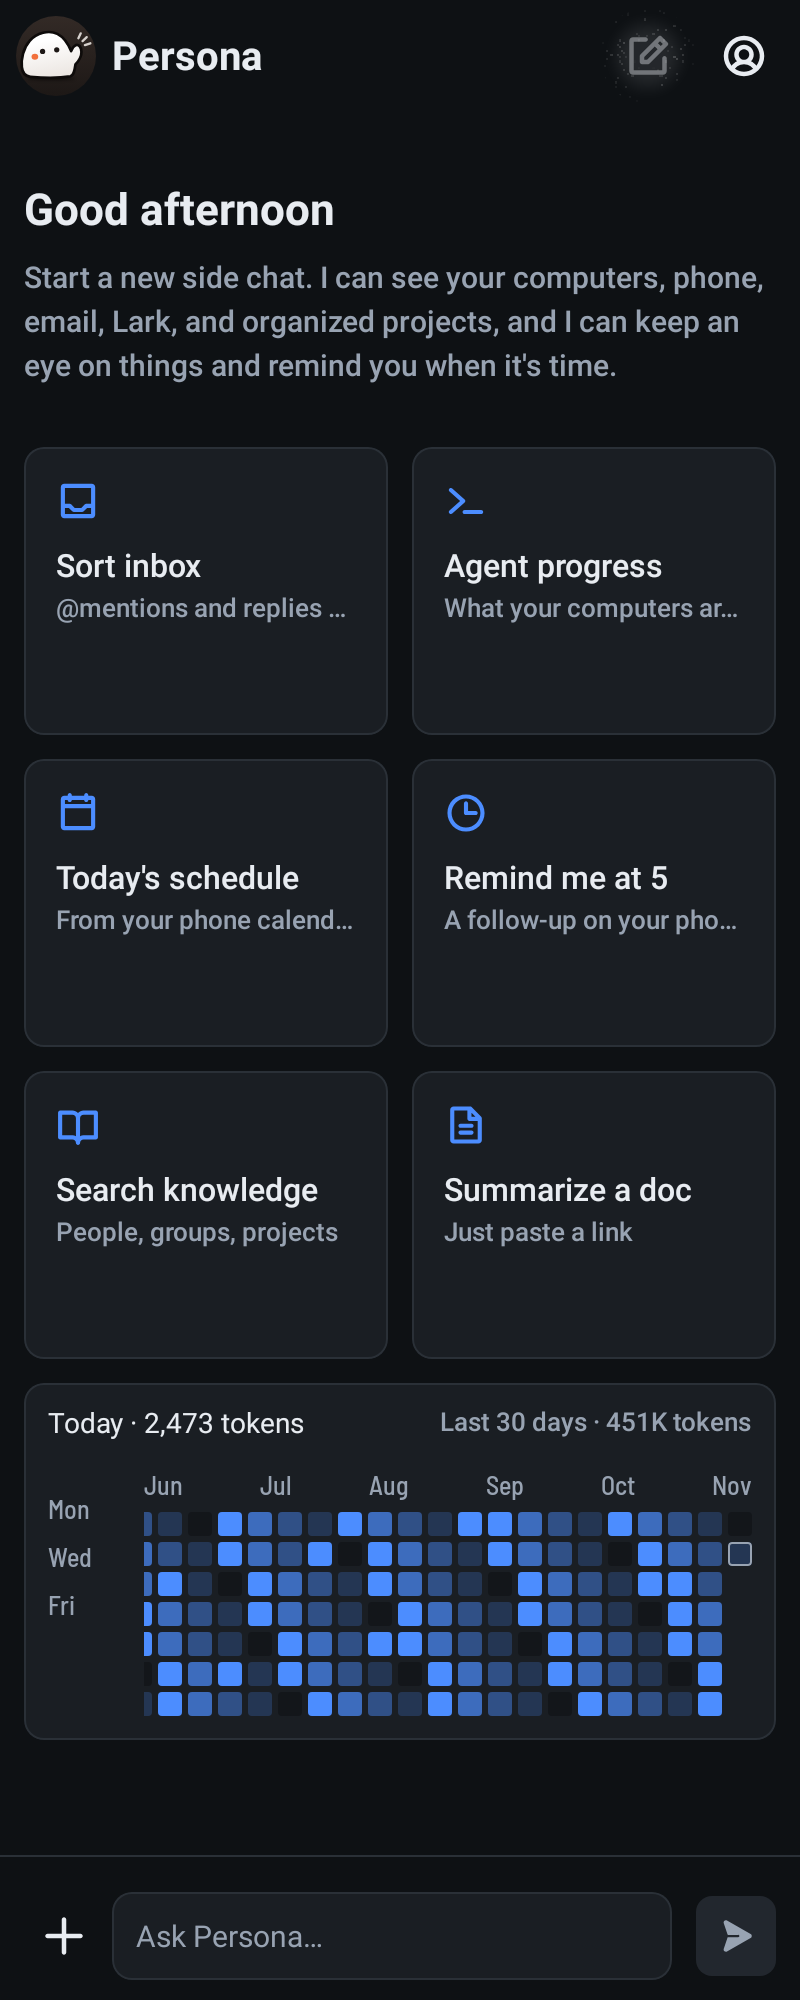 Persona
Good afternoon
Start a new side chat. I can see your computers, phone,
email, Lark, and organized projects, and I can keep an
eye on things and remind you when it's time.
Sort inbox
@mentions and replies ...
Agent progress
What your computers ar...
Today's schedule
From your phone calend...
Remind me at 5
A follow-up on your pho...
Search knowledge
People, groups, projects
Summarize a doc
Just paste a link
Today · 2,473 tokens
Last 30 days · 451K tokens
Jun Jul Aug Sep Oct Nov
Mon
Wed
Fri
Ask Persona...